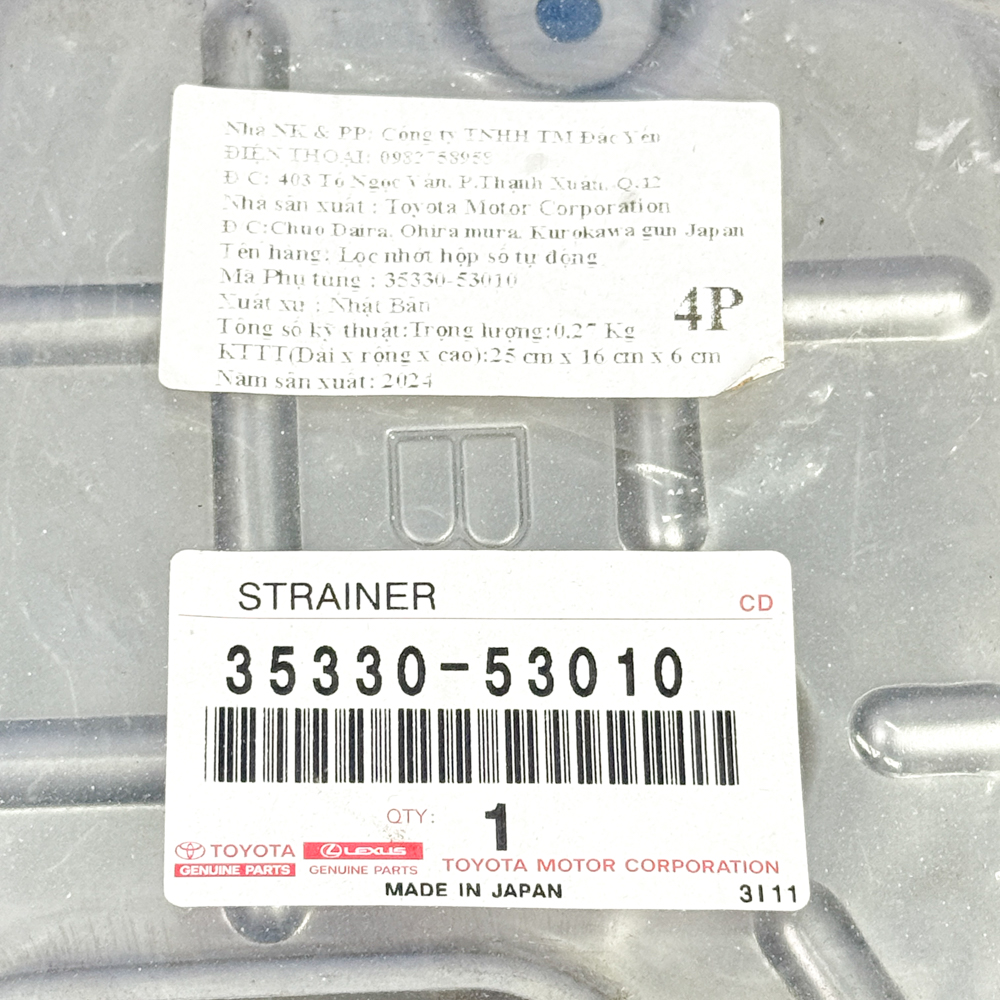 Nhà NK & PP: Công ty TNHH TM Đắc Yến
ĐIỆN THOẠI: 0982758958
Đ C: 403 Tô Ngọc Vân, P.Thạnh Xuân, Q.12
Nhà sản xuất : Toyota Motor Corporation
Đ C:Chuo Daira, Ohira mura, Kurokawa gun Japan
Tên hàng: Lọc nhớt hộp số tự động
Mã Phụ tùng : 35330-53010
Xuất xứ : Nhật Bản
Tông số kỹ thuật:Trọng lượng:0.27 Kg
KTTT(Dài x rộng x cao):25 cm x 16 cm x 6 cm
Năm sản xuất: 2024
4P
STRAINER
CD
35330-53010
QTY: 1
TOYOTA
GENUINE PARTS
LEXUS
GENUINE PARTS
TOYOTA MOTOR CORPORATION
MADE IN JAPAN
3I11